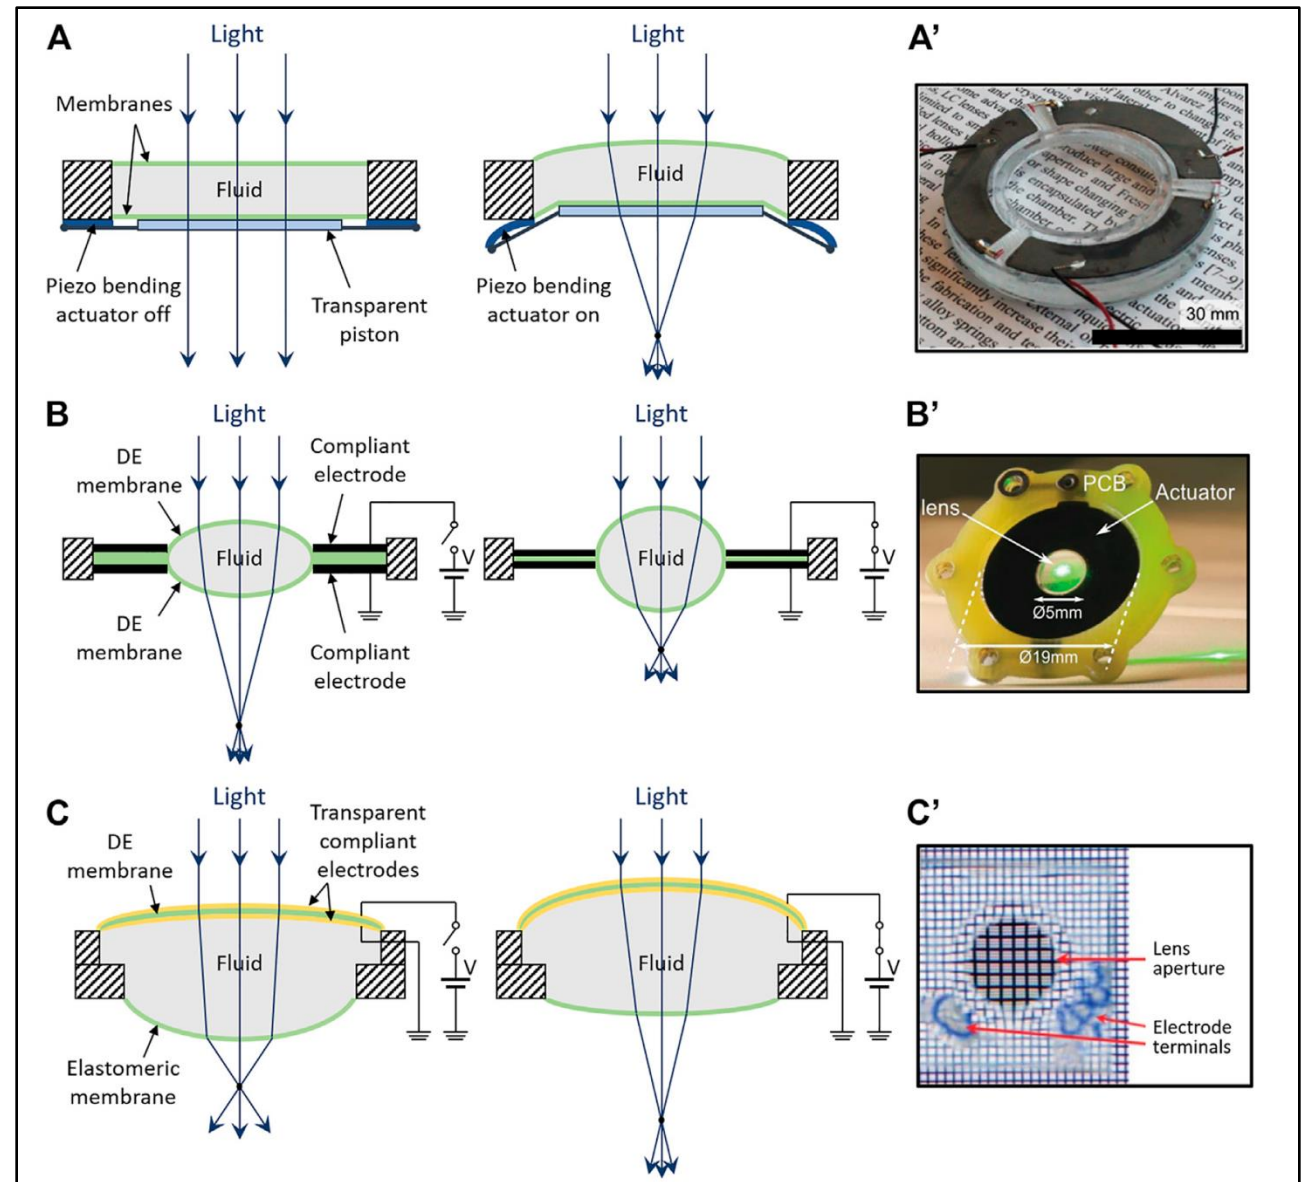 A
Light
Light
A’
Membranes
Fluid
Fluid
Piezo bending
actuator off
Transparent
piston
Piezo bending
actuator on
30 mm
B
Light
Light
B’
DE
membrane
Compliant
electrode
Fluid
V
Fluid
V
DE
membrane
Compliant
electrode
PCB
Actuator
lens
Ø5mm
Ø19mm
C
Light
Light
C’
DE
membrane
Transparent
compliant
electrodes
Fluid
V
Fluid
V
Elastomeric
membrane
Lens
aperture
Electrode
terminals